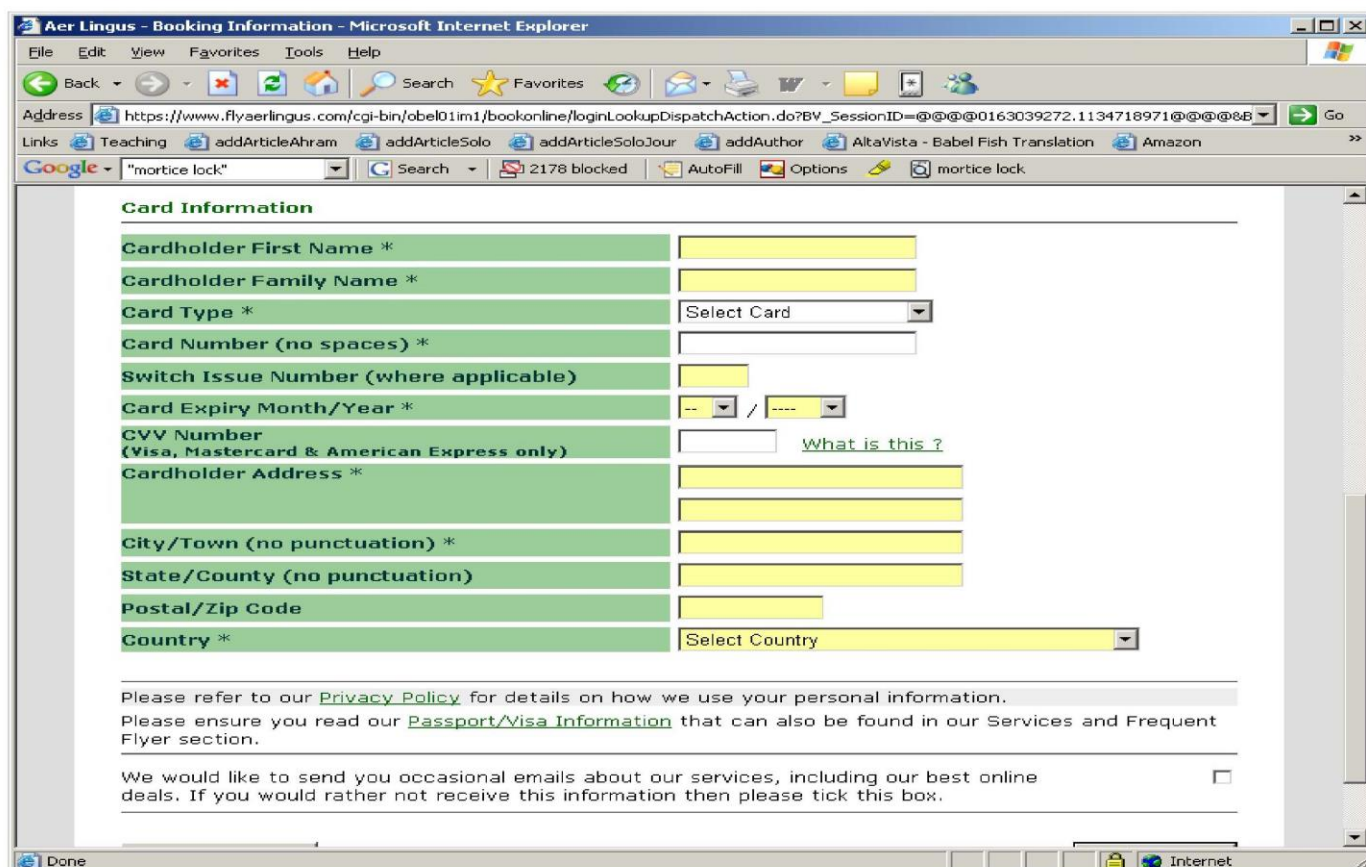 Aer Lingus - Booking Information - Microsoft Internet Explorer
File Edit View Favorites Tools Help
Back Search Favorites
Address https://www.flyaerlingus.com/cgi-bin/obel01im1/bookonline/loginLookupDispatchAction.do?BV_SessionID=@@@@0163039272.1134718971@@@@&B Go
Links Teaching addArticleAhram addArticleSolo addArticleSoloJour addAuthor AltaVista - Babel Fish Translation Amazon »
Google "mortice lock" G Search 2178 blocked AutoFill Options mortice lock
Card Information
Cardholder First Name *
Cardholder Family Name *
Card Type * Select Card
Card Number (no spaces) *
Switch Issue Number (where applicable)
Card Expiry Month/Year * -- / ----
CVV Number
(Visa, Mastercard & American Express only) What is this ?
Cardholder Address *
City/Town (no punctuation) *
State/County (no punctuation)
Postal/Zip Code
Country * Select Country
Please refer to our Privacy Policy for details on how we use your personal information.
Please ensure you read our Passport/Visa Information that can also be found in our Services and Frequent
Flyer section.
We would like to send you occasional emails about our services, including our best online
deals. If you would rather not receive this information then please tick this box.
Done Internet